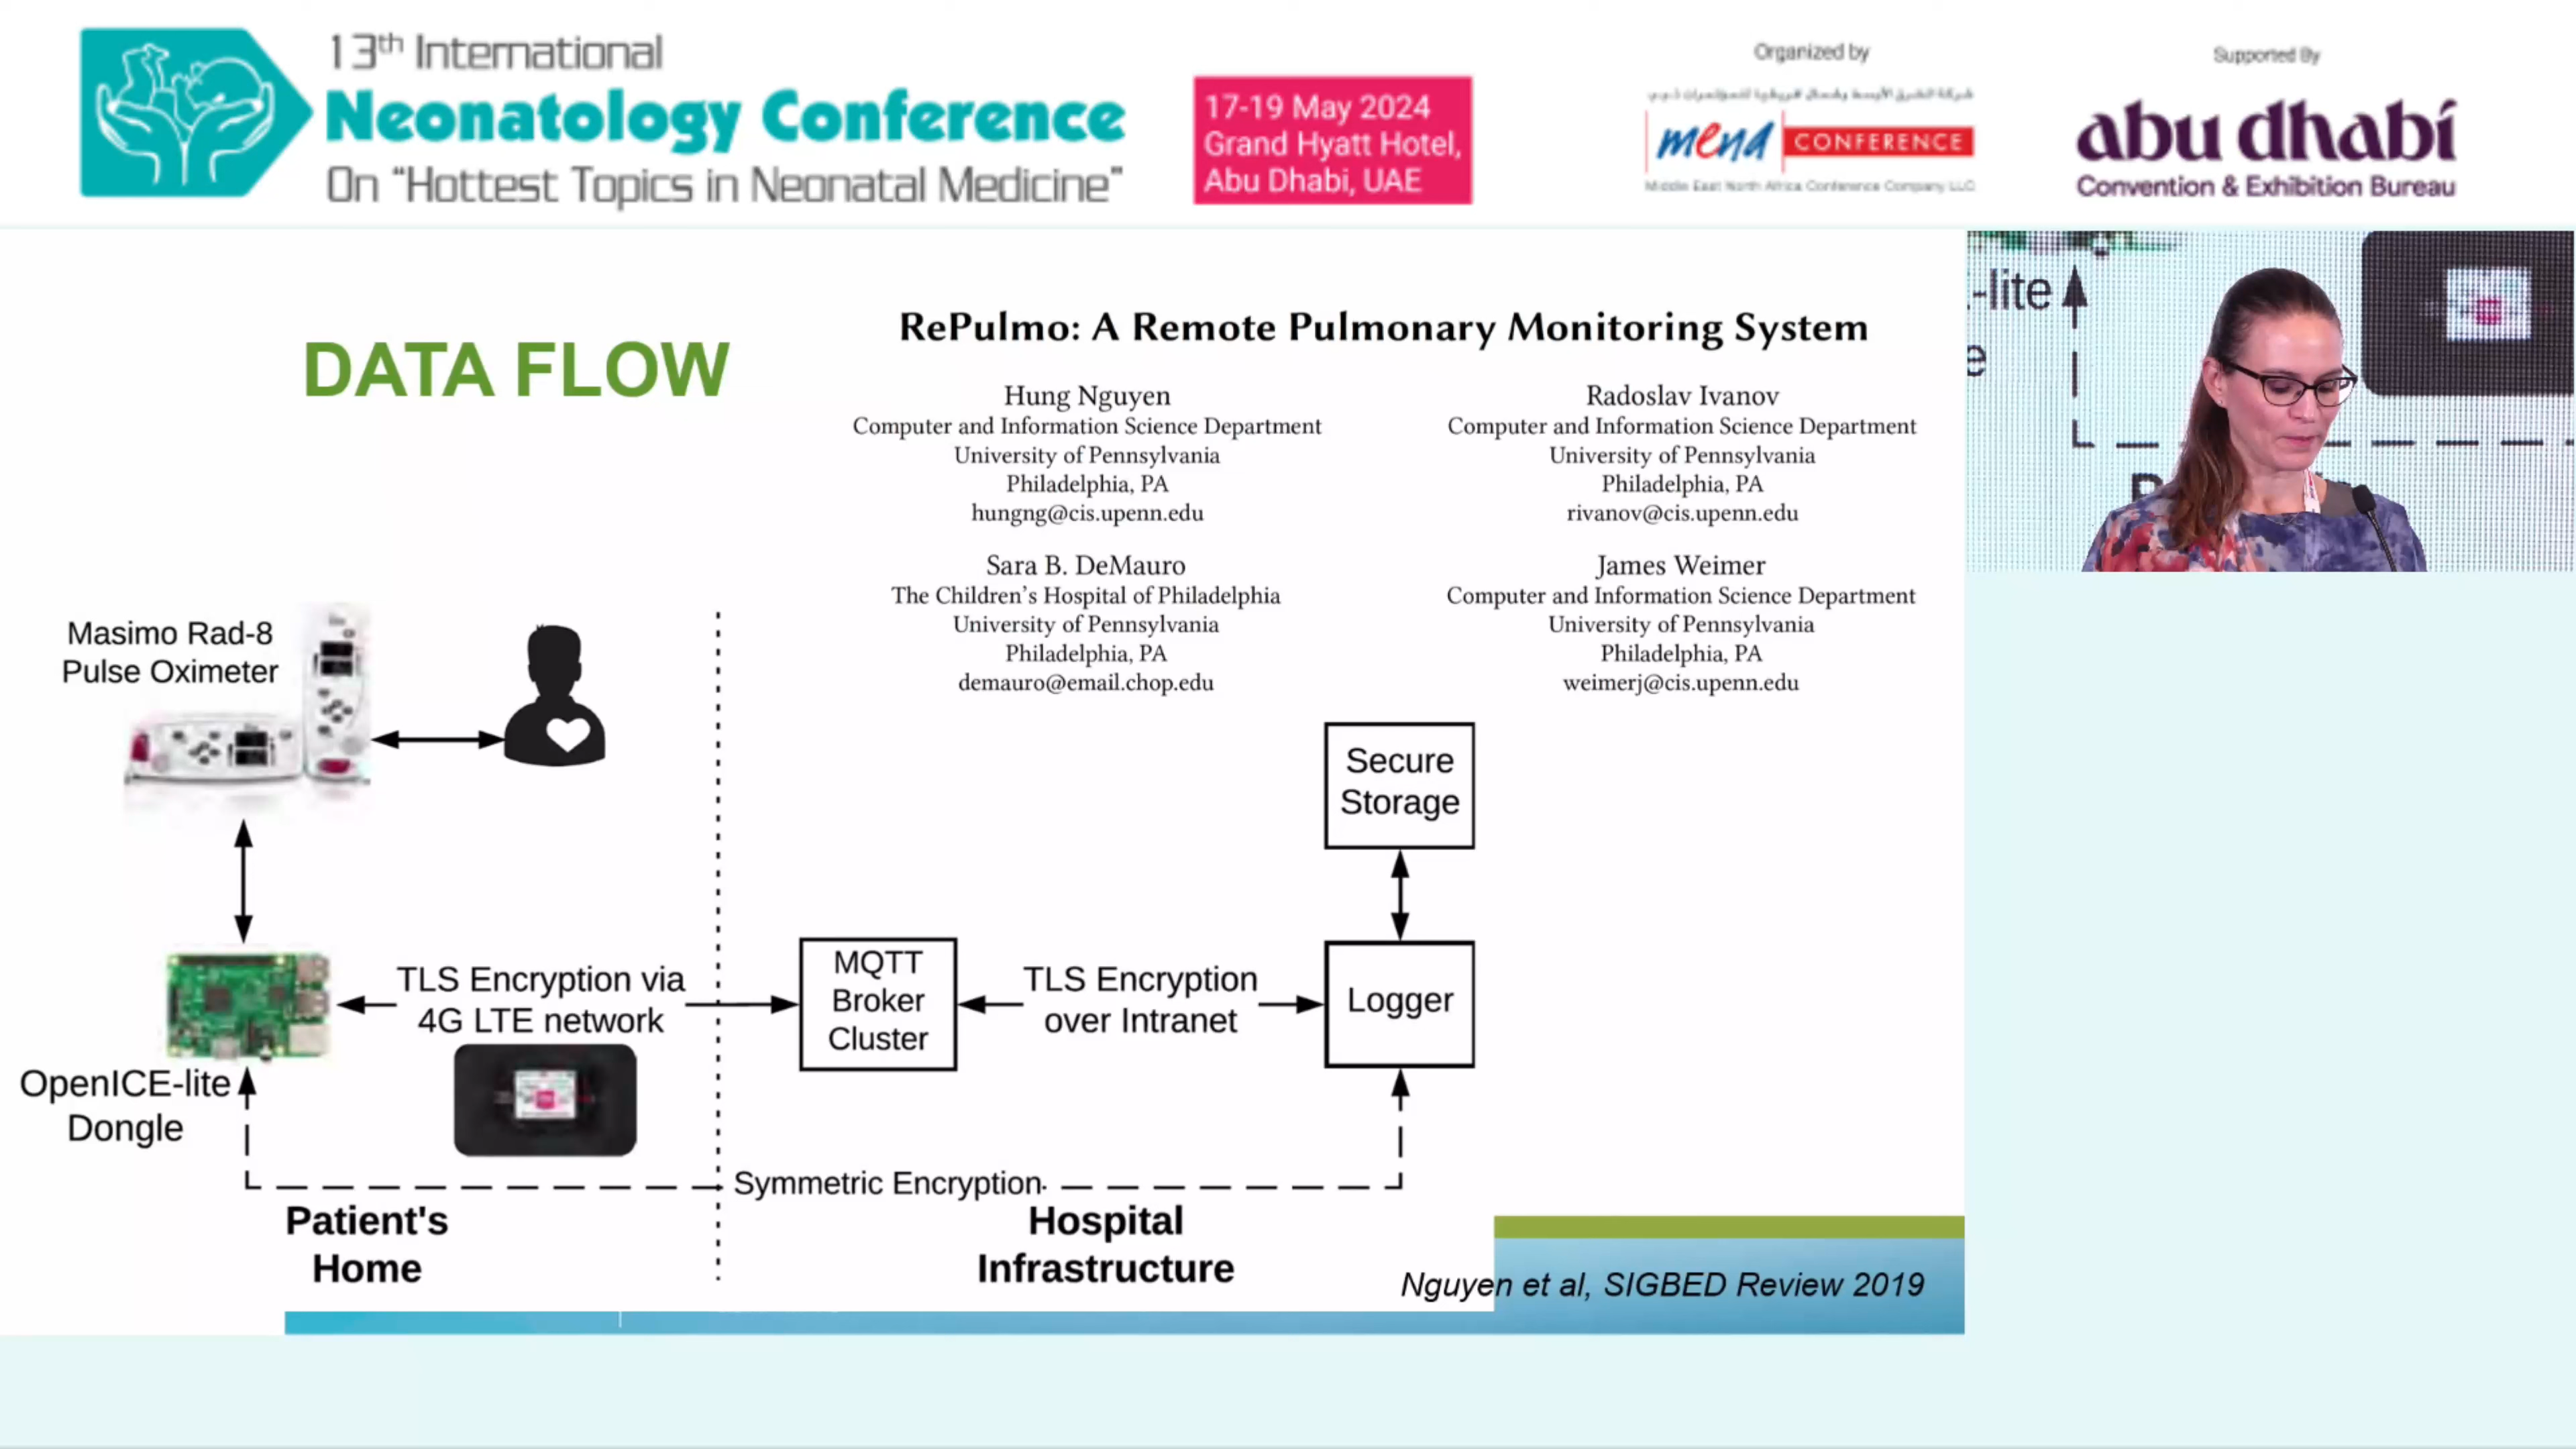 13th International
Neonatology Conference
On “Hottest Topics in Neonatal Medicine”
17-19 May 2024
Grand Hyatt Hotel,
Abu Dhabi, UAE
Organized by
mena CONFERENCE
Middle East North Africa Conference Company LLC
Supported By
abu dhabi
Convention & Exhibition Bureau
DATA FLOW
RePulmo: A Remote Pulmonary Monitoring System
Hung Nguyen
Computer and Information Science Department
University of Pennsylvania
Philadelphia, PA
hungng@cis.upenn.edu
Radoslav Ivanov
Computer and Information Science Department
University of Pennsylvania
Philadelphia, PA
rivanov@cis.upenn.edu
Sara B. DeMauro
The Children’s Hospital of Philadelphia
University of Pennsylvania
Philadelphia, PA
demauro@email.chop.edu
James Weimer
Computer and Information Science Department
University of Pennsylvania
Philadelphia, PA
weimerj@cis.upenn.edu
Masimo Rad-8
Pulse Oximeter
Secure
Storage
TLS Encryption via
4G LTE network
MQTT
Broker
Cluster
TLS Encryption
over Intranet
Logger
OpenICE-lite
Dongle
Symmetric Encryption
Patient's
Home
Hospital
Infrastructure
Nguyen et al, SIGBED Review 2019
-lite
e